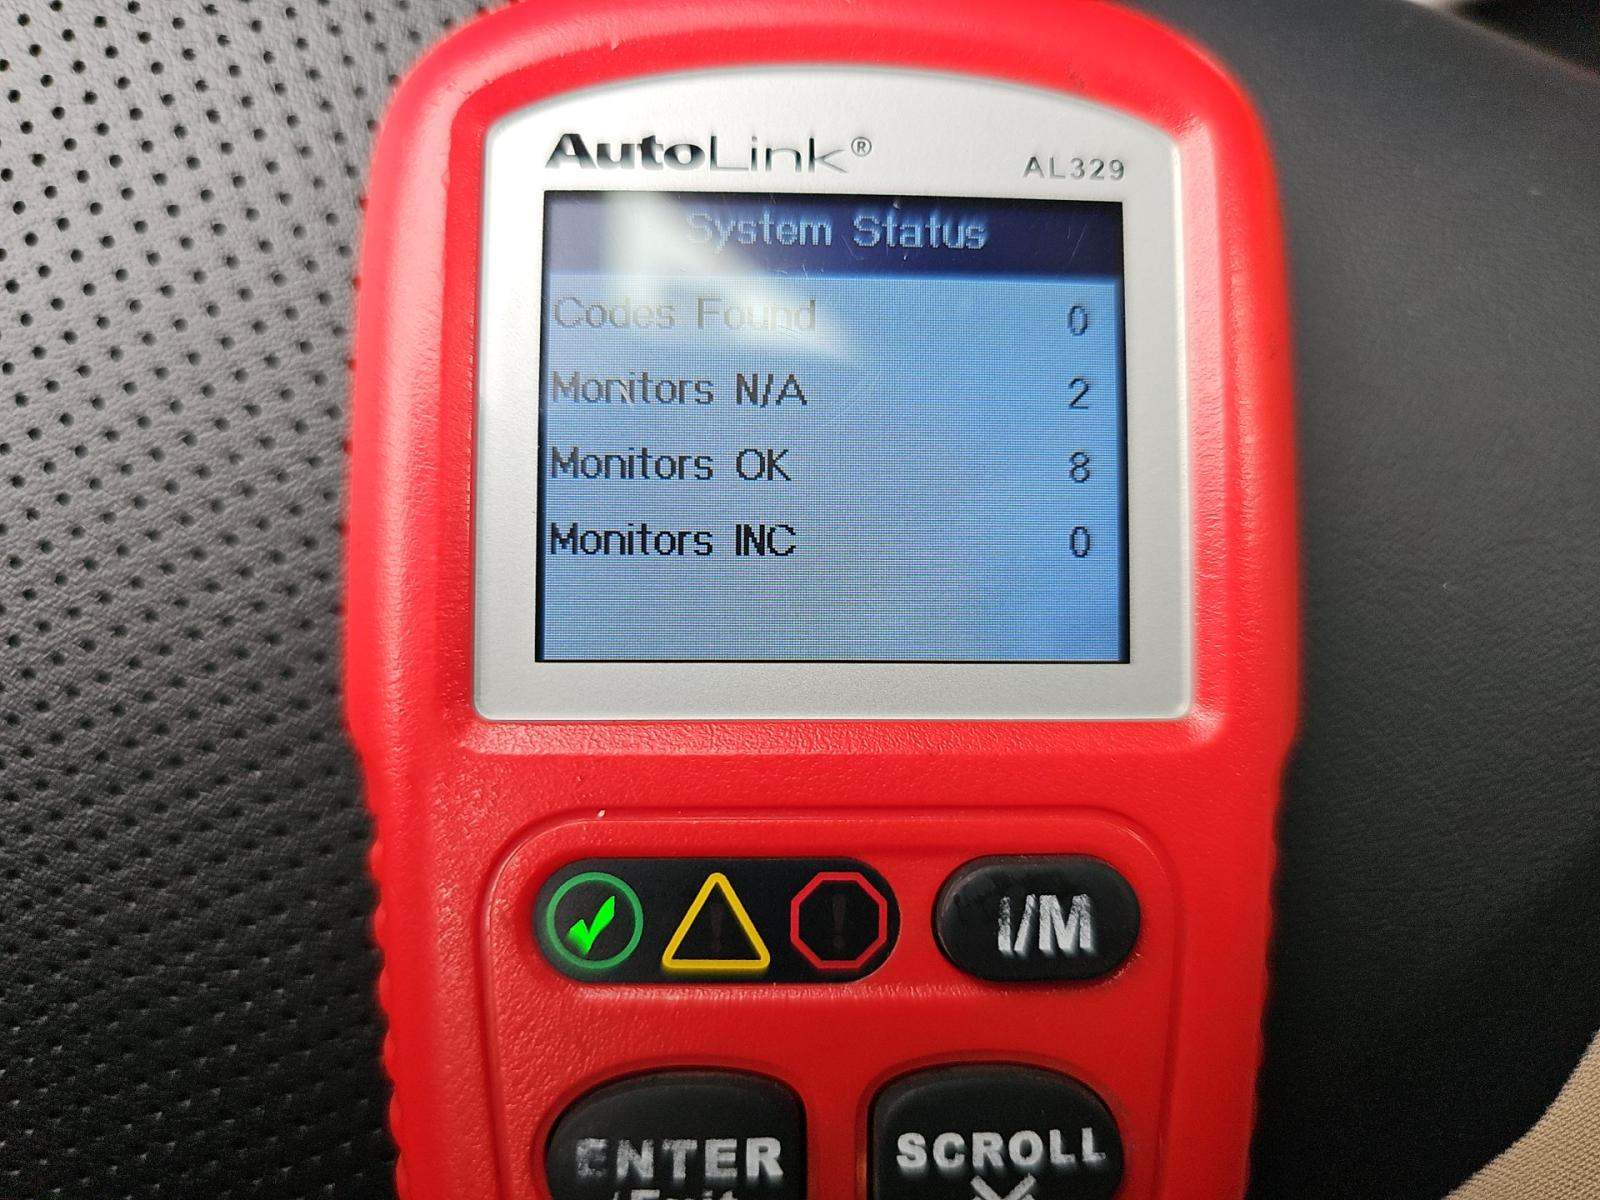 AutoLink®
AL329
System Status
Codes Found 0
Monitors N/A 2
Monitors OK 8
Monitors INC 0
I/M
ENTER
SCROLL